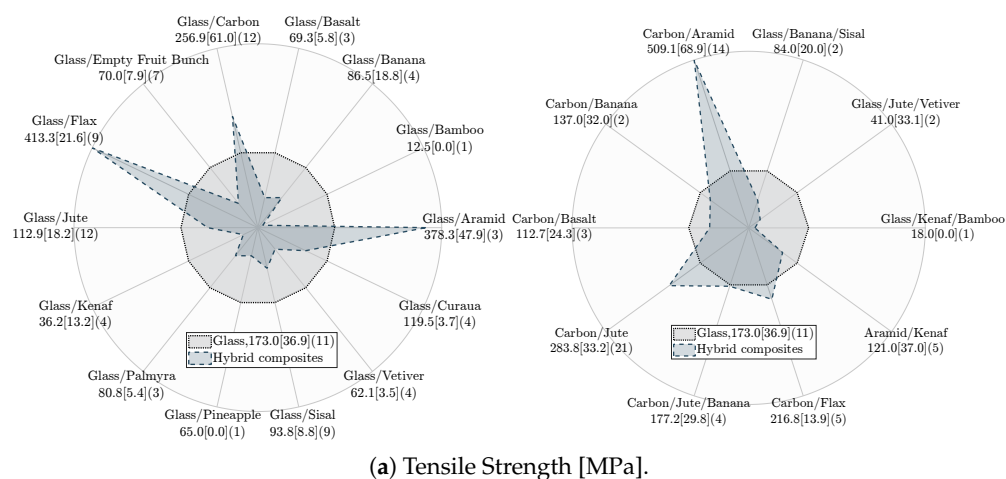 Glass/Carbon
256.9[61.0](12)
Glass/Basalt
69.3[5.8](3)
Glass/Empty Fruit Bunch
70.0[7.9](7)
Glass/Banana
86.5[18.8](4)
Glass/Flax
413.3[21.6](9)
Glass/Bamboo
12.5[0.0](1)
Glass/Jute
112.9[18.2](12)
Glass/Aramid
378.3[47.9](3)
Glass/Kenaf
36.2[13.2](4)
Glass/Curaua
119.5[3.7](4)
Glass,173.0[36.9](11)
Hybrid composites
Glass/Palmyra
80.8[5.4](3)
Glass/Vetiver
62.1[3.5](4)
Glass/Pineapple
65.0[0.0](1)
Glass/Sisal
93.8[8.8](9)
Carbon/Aramid
509.1[68.9](14)
Glass/Banana/Sisal
84.0[20.0](2)
Carbon/Banana
137.0[32.0](2)
Glass/Jute/Vetiver
41.0[33.1](2)
Carbon/Basalt
112.7[24.3](3)
Glass/Kenaf/Bamboo
18.0[0.0](1)
Carbon/Jute
283.8[33.2](21)
Glass,173.0[36.9](11)
Hybrid composites
Aramid/Kenaf
121.0[37.0](5)
Carbon/Jute/Banana
177.2[29.8](4)
Carbon/Flax
216.8[13.9](5)
(a) Tensile Strength [MPa].